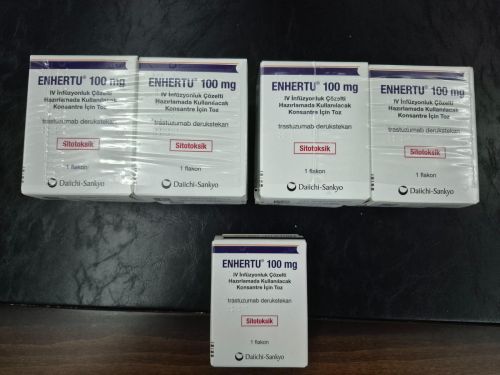 ENHERTU® 100 mg
IV İnfüzyonluk Çözelti
Hazırlamada Kullanılacak
Konsantre İçin Toz
trastuzumab derukstekan
Sitotoksik
1 flakon
Daiichi-Sankyo
ENHERTU® 100 mg
IV İnfüzyonluk Çözelti
Hazırlamada Kullanılacak
Konsantre İçin Toz
trastuzumab derukstekan
Sitotoksik
1 flakon
Daiichi-Sankyo
ENHERTU® 100 mg
IV İnfüzyonluk Çözelti
Hazırlamada Kullanılacak
Konsantre İçin Toz
trastuzumab derukstekan
Sitotoksik
1 flakon
Daiichi-Sankyo
ENHERTU® 100 mg
IV İnfüzyonluk Çözelti
Hazırlamada Kullanılacak
Konsantre İçin Toz
trastuzumab derukstekan
Sitotoksik
1 flakon
Daiichi-Sankyo
ENHERTU® 100 mg
IV İnfüzyonluk Çözelti
Hazırlamada Kullanılacak
Konsantre İçin Toz
trastuzumab derukstekan
Sitotoksik
1 flakon
Daiichi-Sankyo